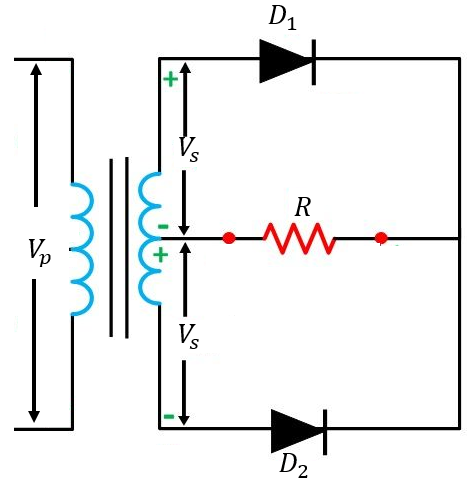 D₁
+
Vₛ
R
-
+
Vₚ
Vₛ
-
D₂